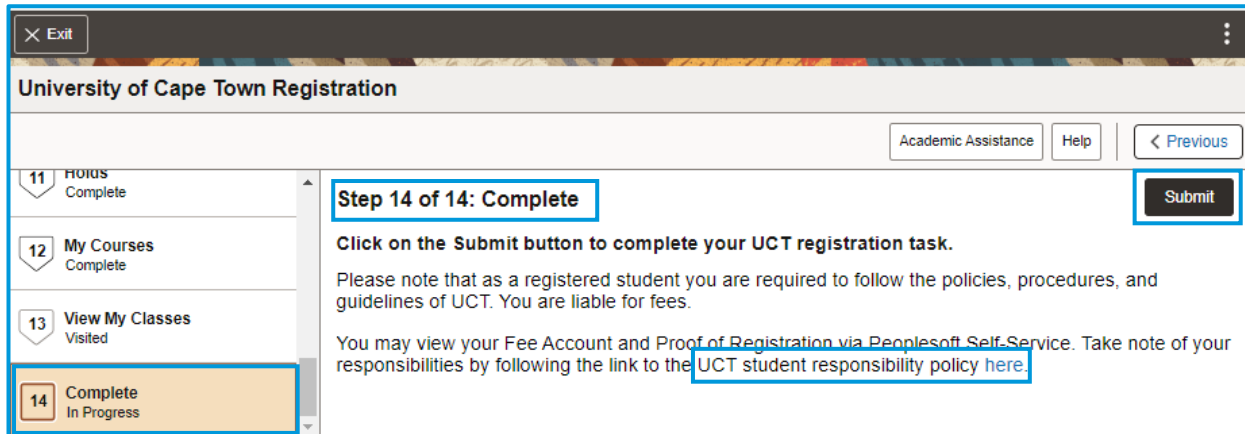 Exit
University of Cape Town Registration
Academic Assistance
Help
Previous
11 Holds
Complete
12 My Courses
Complete
13 View My Classes
Visited
14 Complete
In Progress
Step 14 of 14: Complete
Submit
Click on the Submit button to complete your UCT registration task.
Please note that as a registered student you are required to follow the policies, procedures, and
guidelines of UCT. You are liable for fees.
You may view your Fee Account and Proof of Registration via Peoplesoft Self-Service. Take note of your
responsibilities by following the link to the UCT student responsibility policy here.